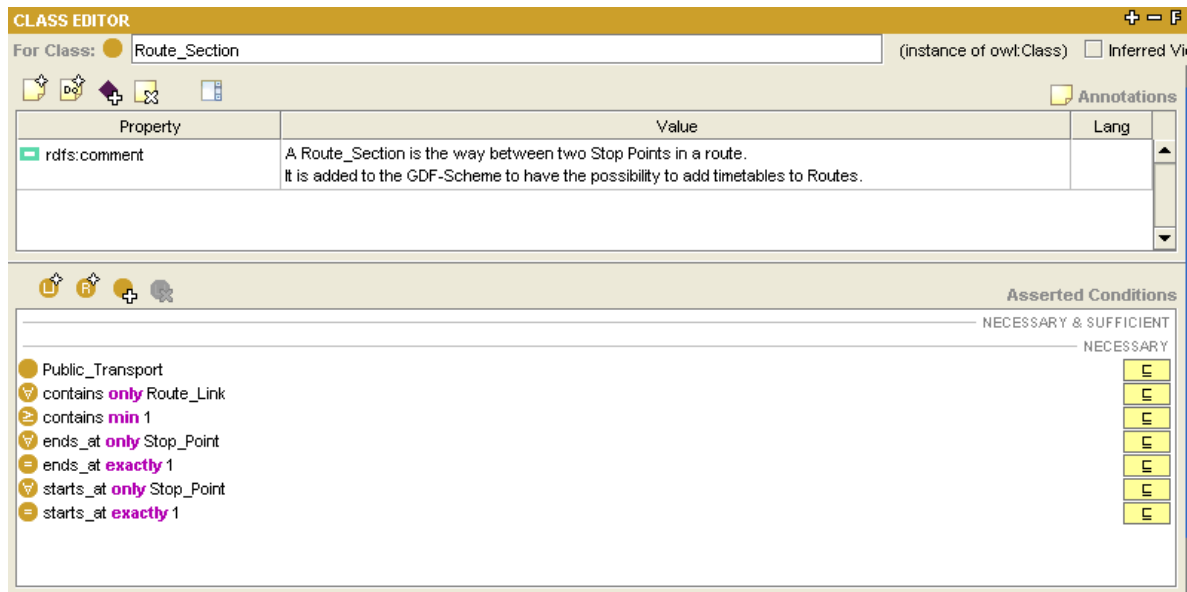 CLASS EDITOR
For Class: Route_Section (instance of owl:Class) Inferred
Annotations
Property Value Lang
rdfs:comment A Route_Section is the way between two Stop Points in a route.
It is added to the GDF-Scheme to have the possibility to add timetables to Routes.
Asserted Conditions
NECESSARY & SUFFICIENT
NECESSARY
Public_Transport ⊑
∀ contains only Route_Link ⊑
≥ contains min 1 ⊑
∀ ends_at only Stop_Point ⊑
= ends_at exactly 1 ⊑
∀ starts_at only Stop_Point ⊑
= starts_at exactly 1 ⊑